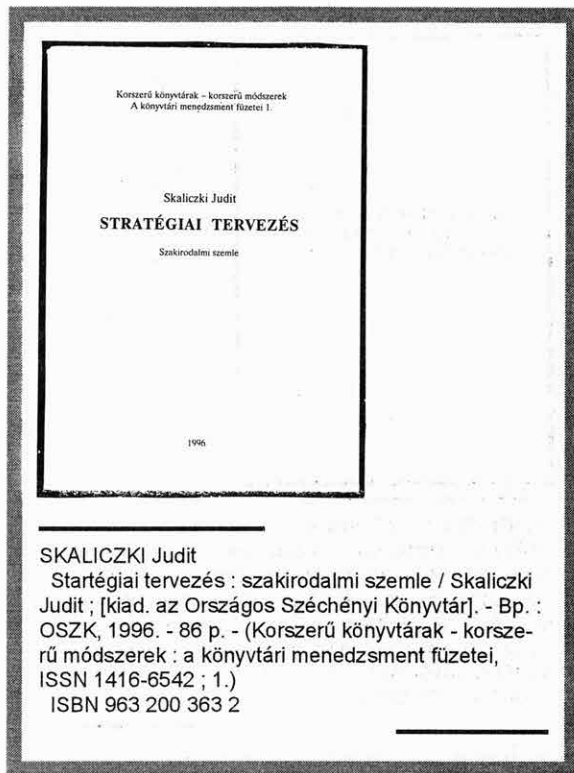 Korszerű könyvtárak – korszerű módszerek
A könyvtári menedzsment füzetei 1.
Skaliczki Judit
STRATÉGIAI TERVEZÉS
Szakirodalmi szemle
1996
SKALICZKI Judit
Startégiai tervezés : szakirodalmi szemle / Skaliczki
Judit ; [kiad. az Országos Széchényi Könyvtár]. - Bp. :
OSZK, 1996. - 86 p. - (Korszerű könyvtárak - korsze-
rű módszerek : a könyvtári menedzsment füzetei,
ISSN 1416-6542 ; 1.)
ISBN 963 200 363 2